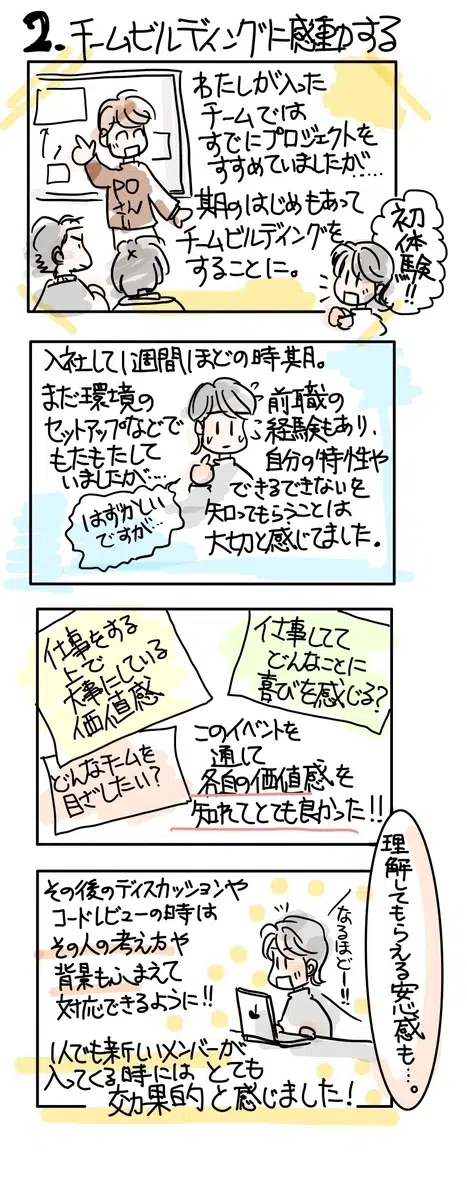 2. チームビルディングに感動する
わたしが入った
チームでは
すでにプロジェクトを
すすめていましたが……
期のはじめもあって
チームビルディングを
することに。
POさん
初体験!!
入社して1週間ほどの時期。
まだ環境の
セットアップなどで
もたもたして
いましたが…
はずかしい
ですが…
前職の
経験もあり、
自分の特性や
できるできないを
知ってもらうことは
大切と感じてました。
仕事をする
上で
大事にしている
価値感
仕事してて
どんなことに
喜びを感じる?
どんなチームを
目ざしたい?
このイベントを
通して
各自の価値感を
知れてとても良かった!!
理解してもらえる安心感も…。
その後のディスカッションや
コードレビューの時は
その人の考え方や
背景もふまえて
対応できるように!!
なるほどー!!
1人でも新しいメンバーが
入ってくる時には とても
効果的と感じました!